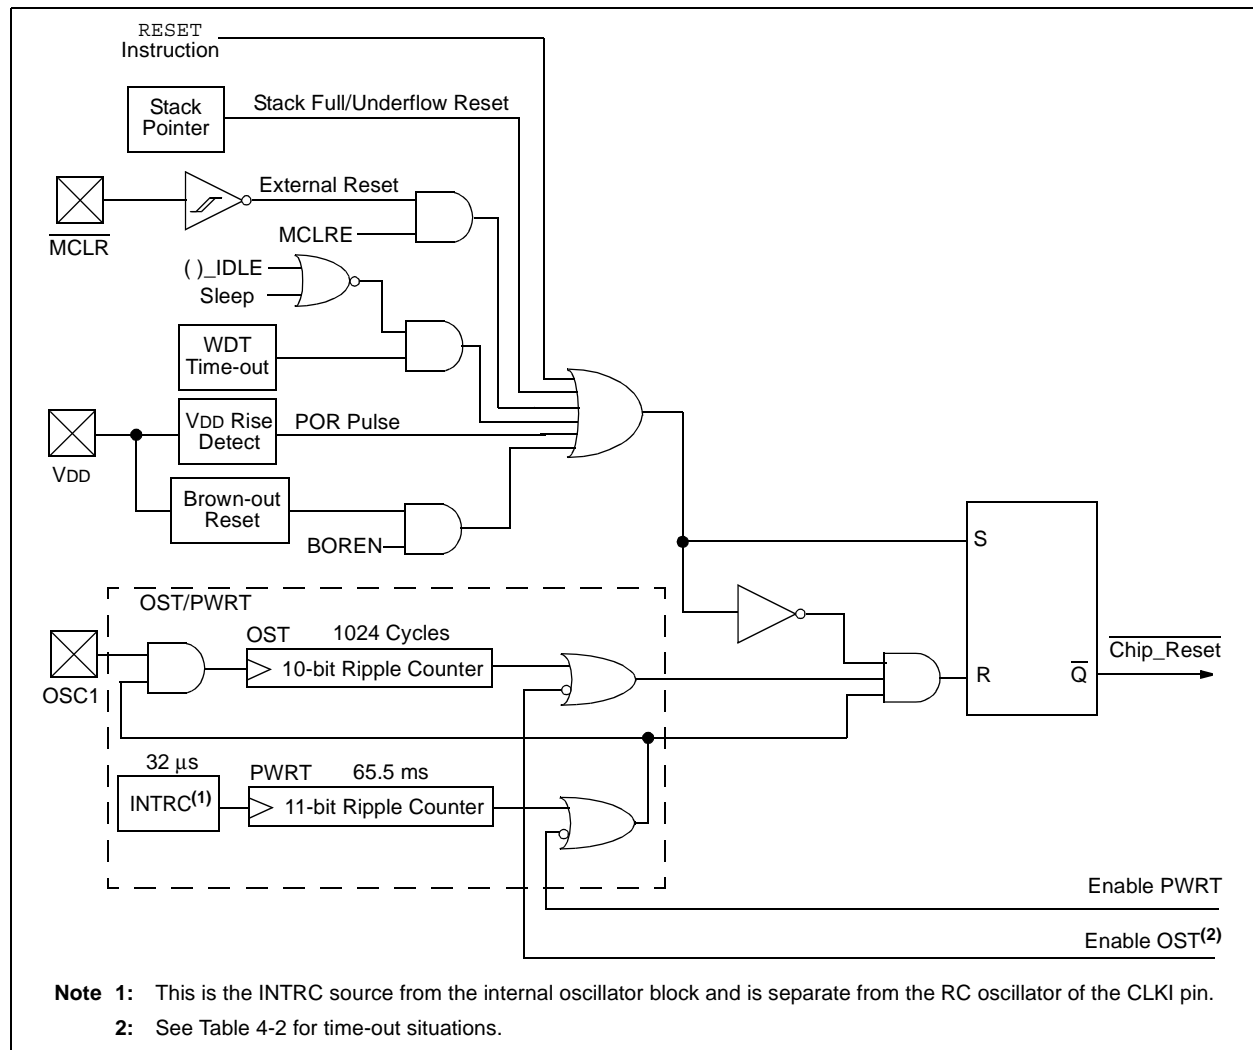 RESET
Instruction
Stack
Pointer
Stack Full/Underflow Reset
External Reset
MCLR
MCLRE
( )_IDLE
Sleep
WDT
Time-out
VDD
VDD Rise
Detect
POR Pulse
Brown-out
Reset
BOREN
S
R
Q
Chip_Reset
OST/PWRT
OSC1
OST
1024 Cycles
10-bit Ripple Counter
32 μs
INTRC(1)
PWRT
65.5 ms
11-bit Ripple Counter
Enable PWRT
Enable OST(2)
Note 1: This is the INTRC source from the internal oscillator block and is separate from the RC oscillator of the CLKI pin.
2: See Table 4-2 for time-out situations.